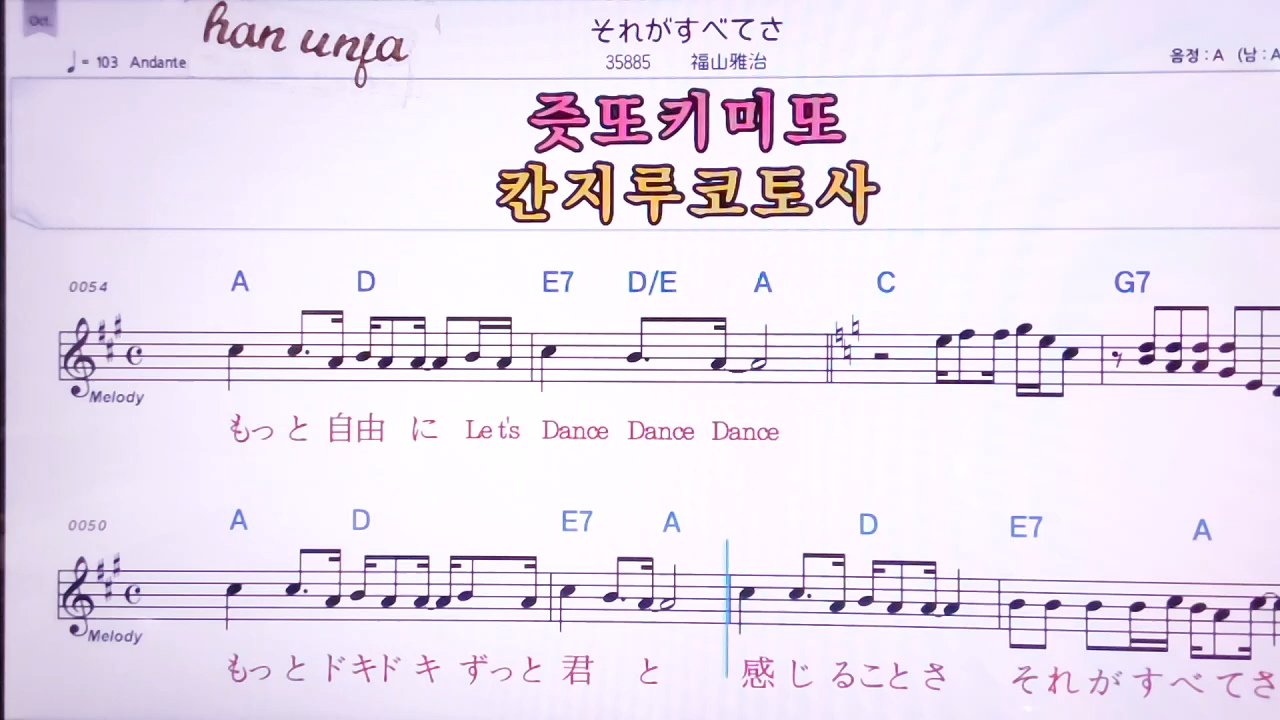 Oct.
han unfa
それがすべてさ
♩= 103 Andante
35885 福山雅治
음정 : A (남 : A
즛또키미또
칸지루코토사
0054
A D E7 D/E A C G7
Melody
もっと 自由 に Let's Dance Dance Dance
0050
A D E7 A D E7 A
Melody
もっと ドキドキ ずっと 君 と 感じることさ それがすべてさ